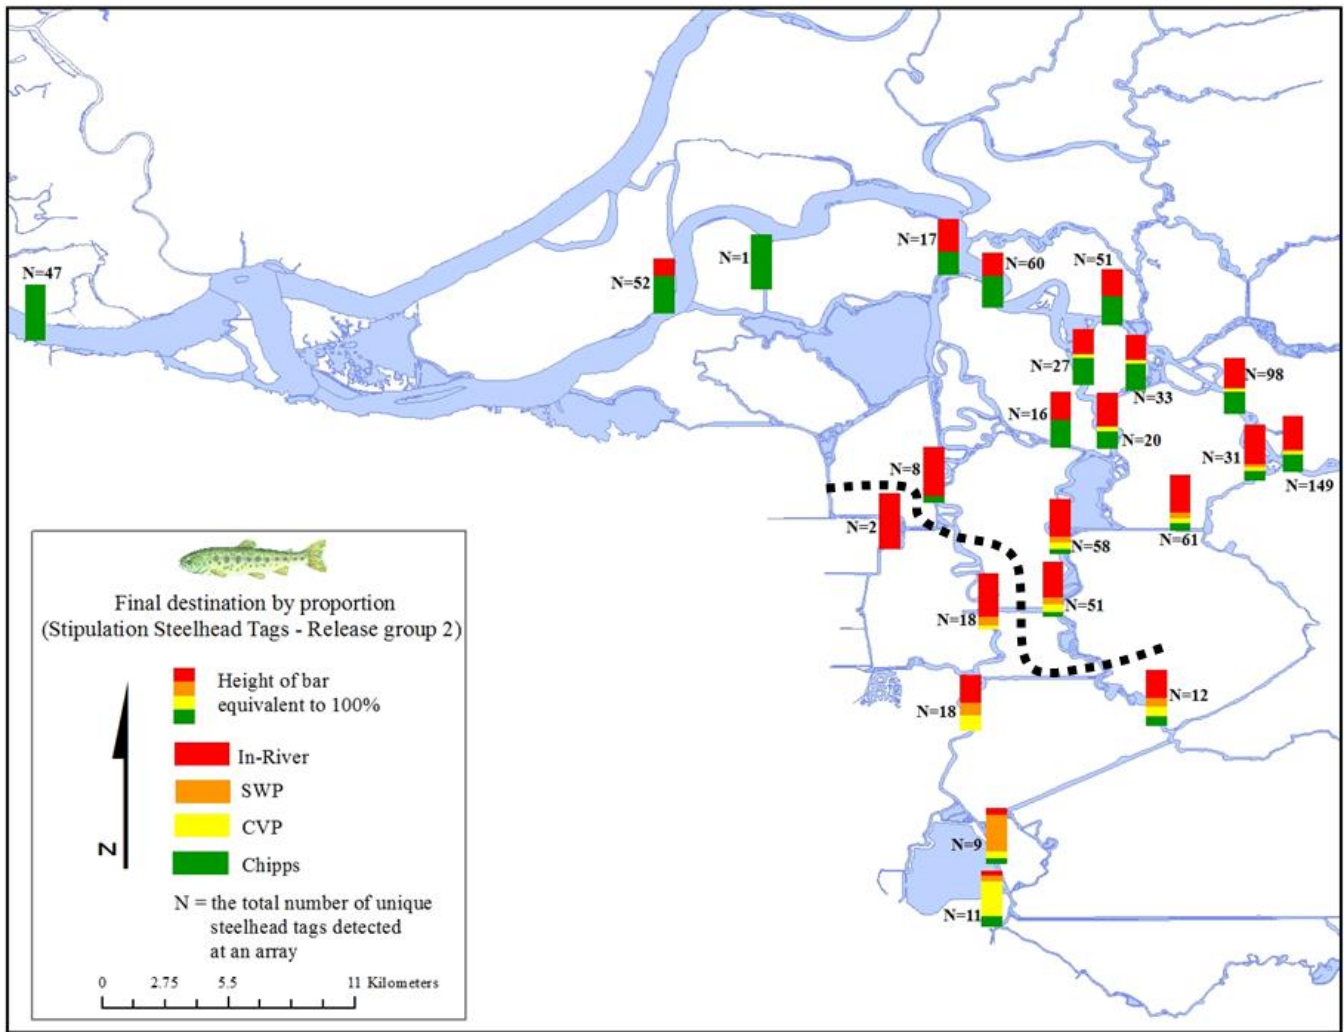 N=47
N=52
N=1
N=17
N=60
N=51
N=27
N=33
N=98
N=16
N=20
N=31
N=149
N=8
N=2
N=58
N=61
N=18
N=51
N=18
N=12
N=9
N=11
Final destination by proportion
(Stipulation Steelhead Tags - Release group 2)
Height of bar
equivalent to 100%
In-River
SWP
CVP
Chipps
N
N = the total number of unique
steelhead tags detected
at an array
0 2.75 5.5 11 Kilometers